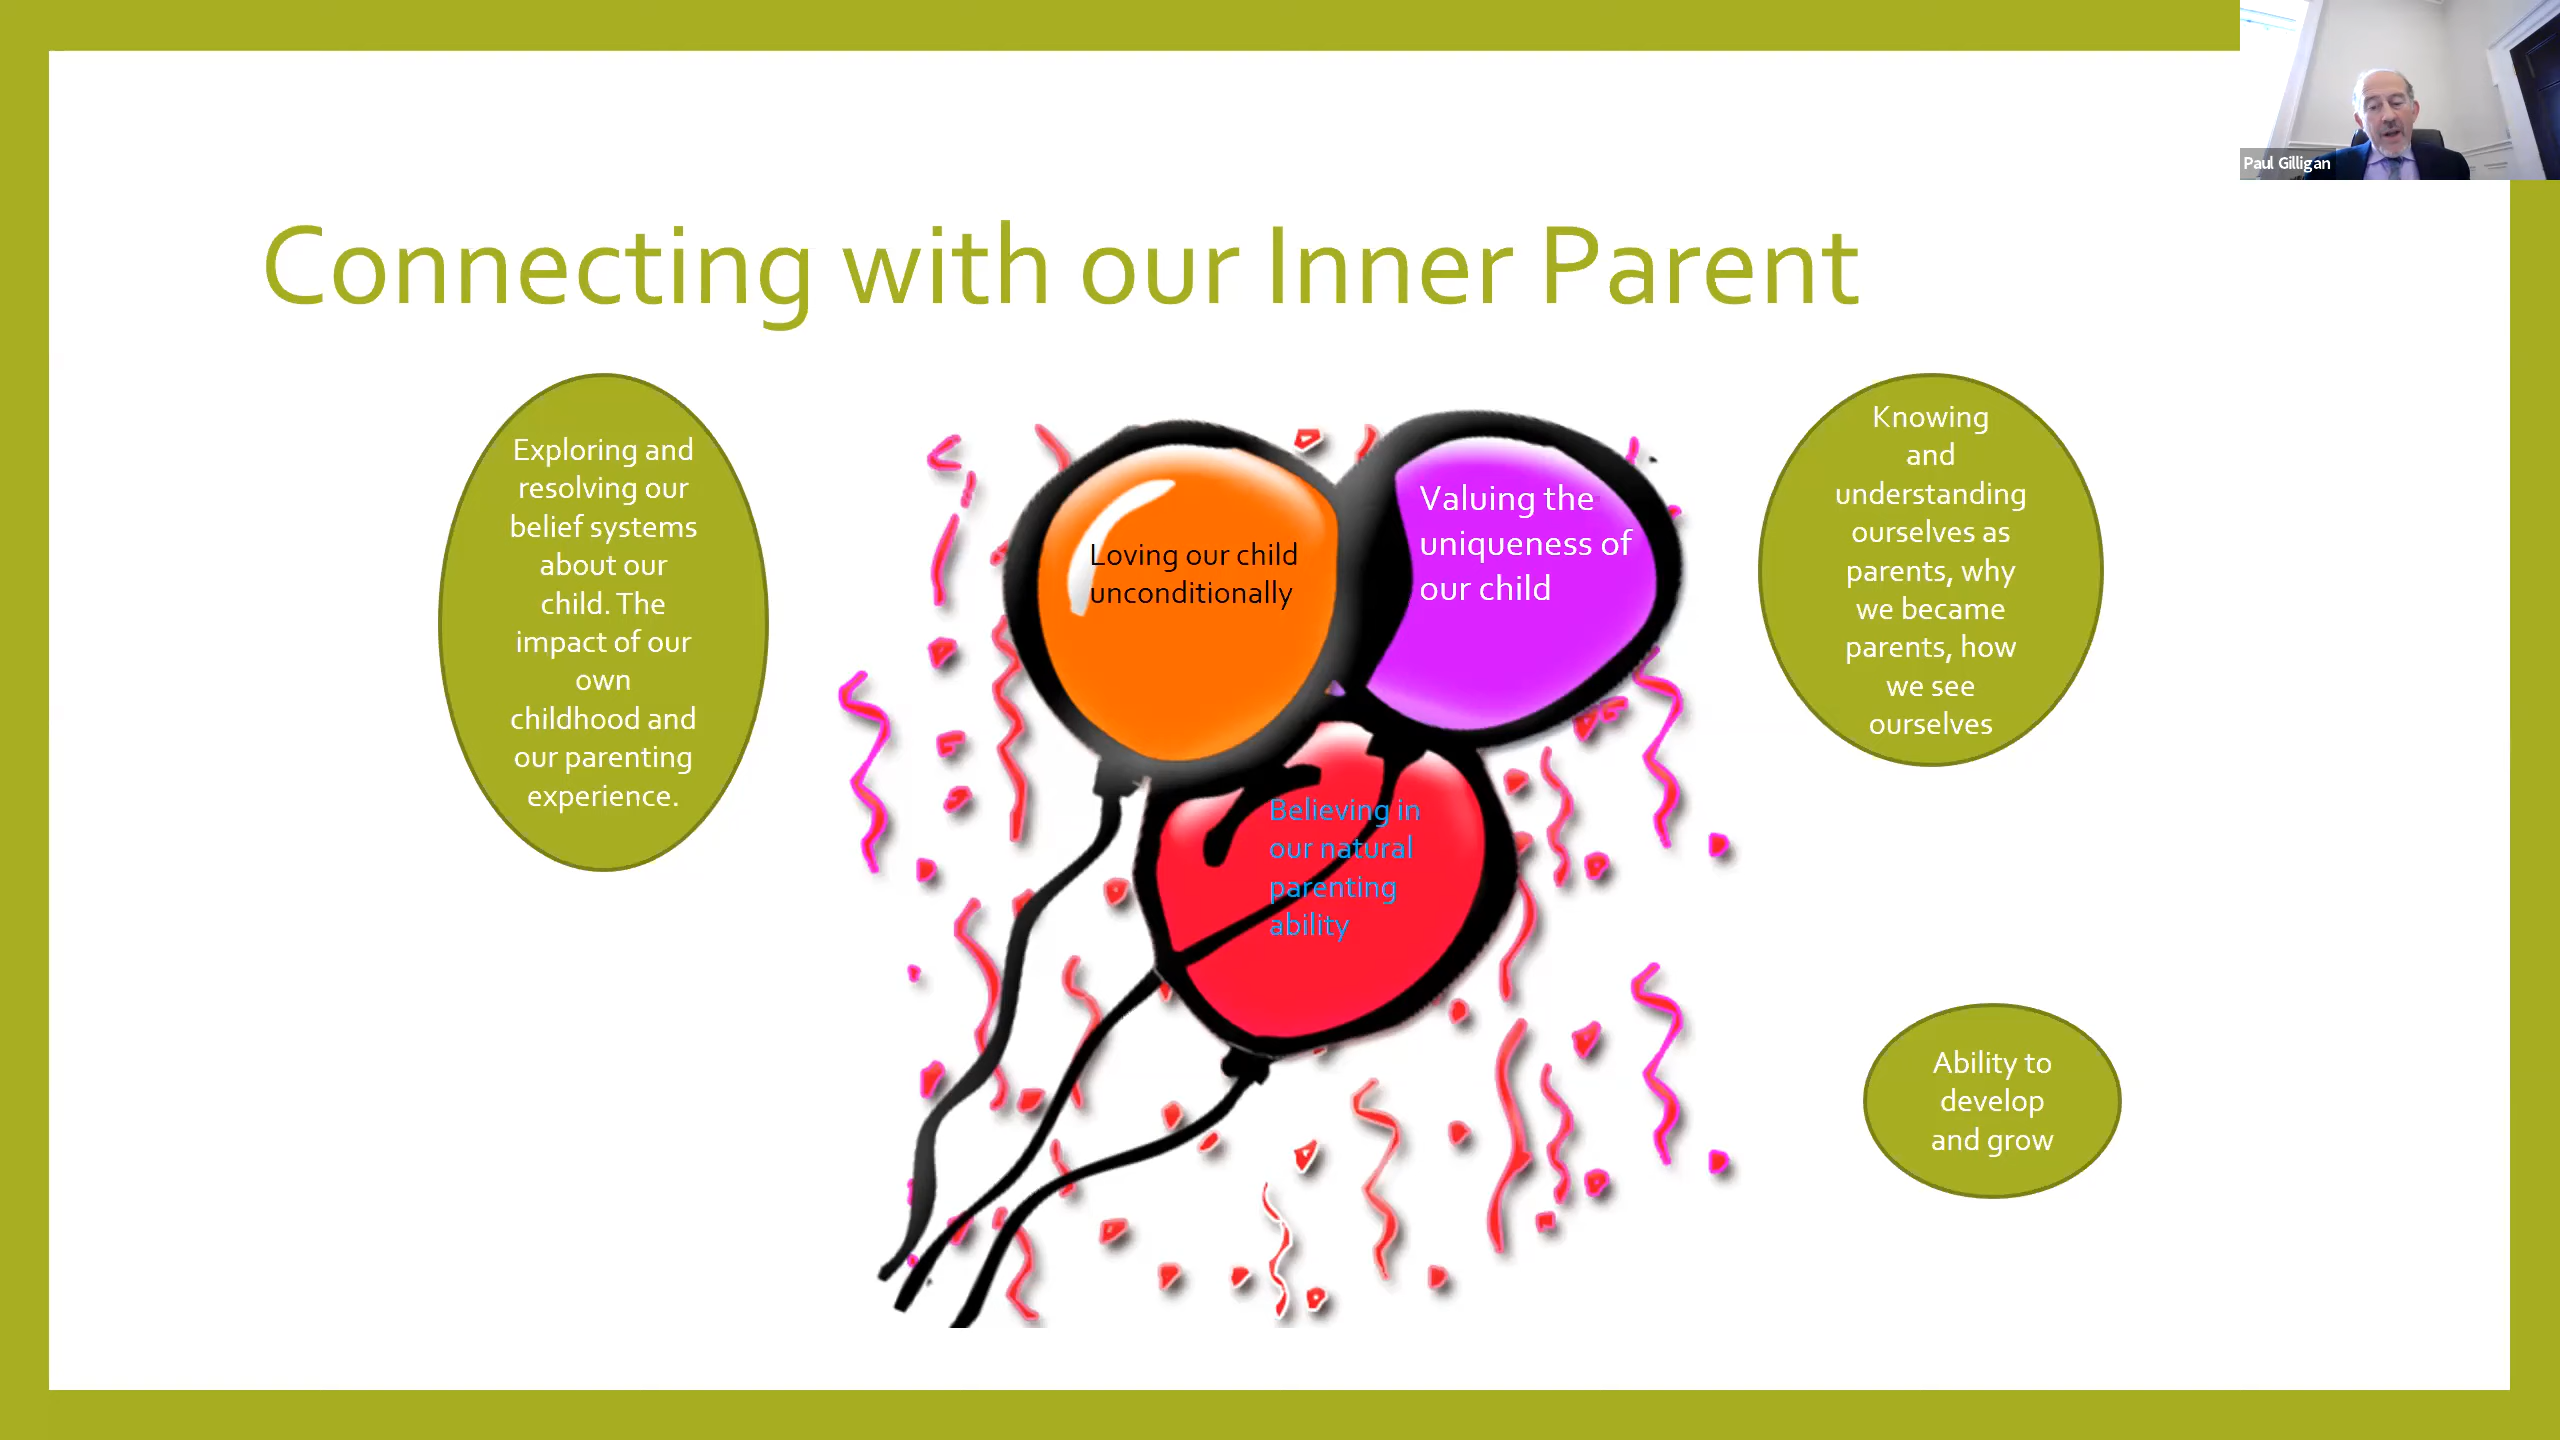 Paul Gilligan
Connecting with our Inner Parent
Exploring and
resolving our
belief systems
about our
child. The
impact of our
own
childhood and
our parenting
experience.
Loving our child
unconditionally
Valuing the
uniqueness of
our child
Believing in
our natural
parenting
ability
Knowing
and
understanding
ourselves as
parents, why
we became
parents, how
we see
ourselves
Ability to
develop
and grow